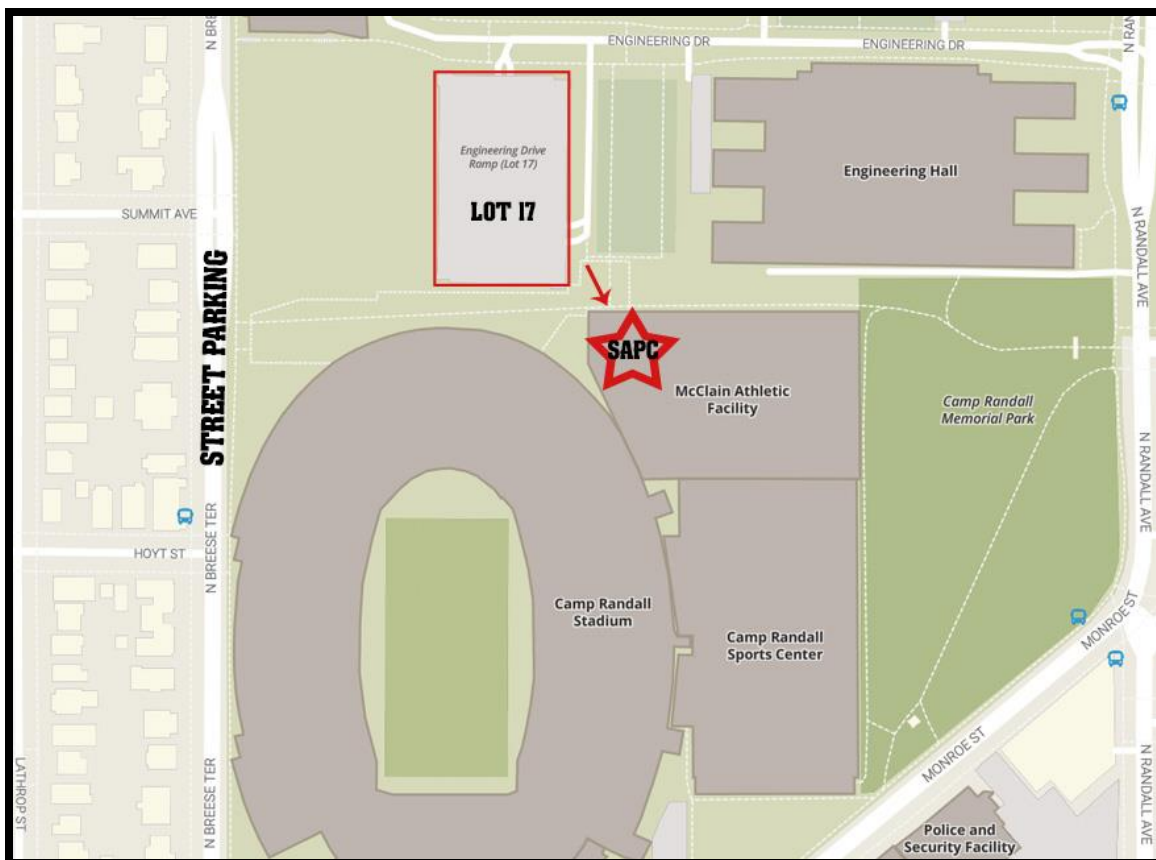 N BRE
ENGINEERING DR
ENGINEERING DR
N RAN
Engineering Drive
Ramp (Lot 17)
LOT 17
Engineering Hall
SUMMIT AVE
N RANDALL AVE
STREET PARKING
SAPC
McClain Athletic
Facility
Camp Randall
Memorial Park
N RANDALL AVE
N BREESE TER
HOYT ST
Camp Randall
Stadium
Camp Randall
Sports Center
MONROE ST
MONROE ST
LATHROP ST
N BREESE TER
N RANDALL AVE
Police and
Security Facility